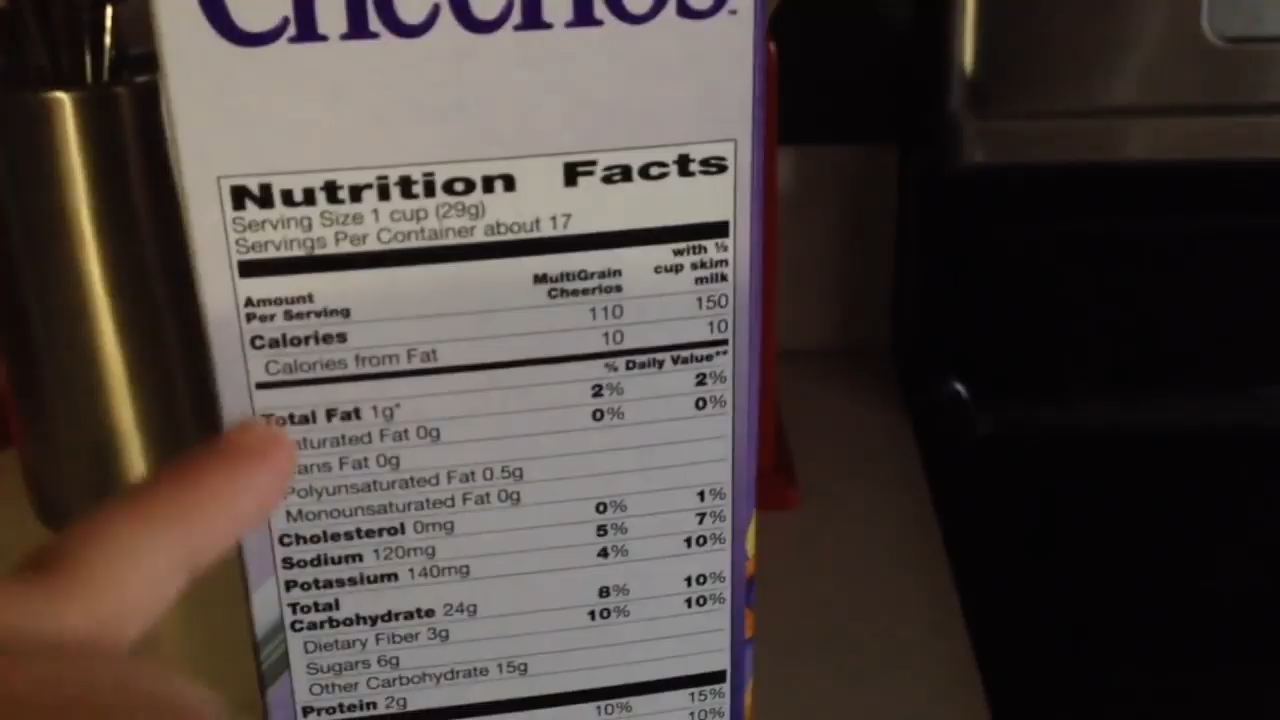 Cheerios
Nutrition Facts
Serving Size 1 cup (29g)
Servings Per Container about 17
Amount Per Serving
MultiGrain Cheerios
with ½ cup skim milk
Calories 110 150
Calories from Fat 10 10
% Daily Value**
Total Fat 1g* 2% 2%
aturated Fat 0g 0% 0%
ans Fat 0g
Polyunsaturated Fat 0.5g
Monounsaturated Fat 0g
Cholesterol 0mg 0% 1%
Sodium 120mg 5% 7%
Potassium 140mg 4% 10%
Total
Carbohydrate 24g 8% 10%
Dietary Fiber 3g 10% 10%
Sugars 6g
Other Carbohydrate 15g
Protein 2g
10% 15%
10%